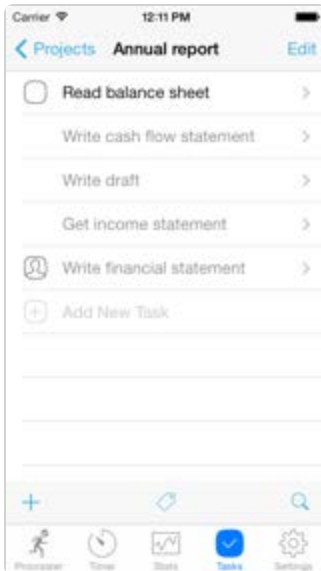 Carrier 12:11 PM
Projects Annual report Edit
Read balance sheet
Write cash flow statement
Write draft
Get income statement
Write financial statement
Add New Task
Timer Stats Tasks Settings